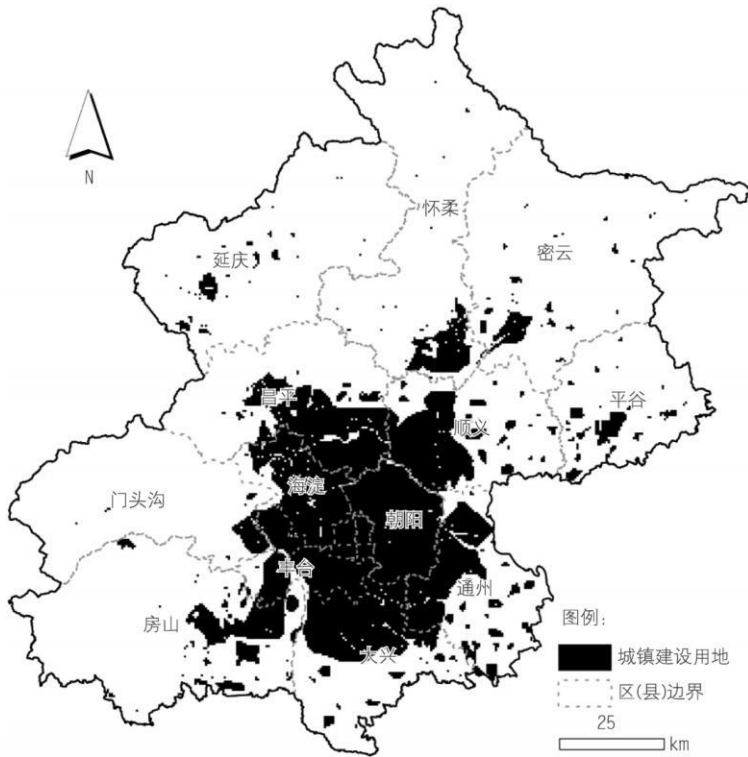 N
怀柔
密云
延庆
平谷
昌平
顺义
海淀
门头沟
朝阳
丰台
通州
房山
大兴
图例:
城镇建设用地
区(县)边界
25
km